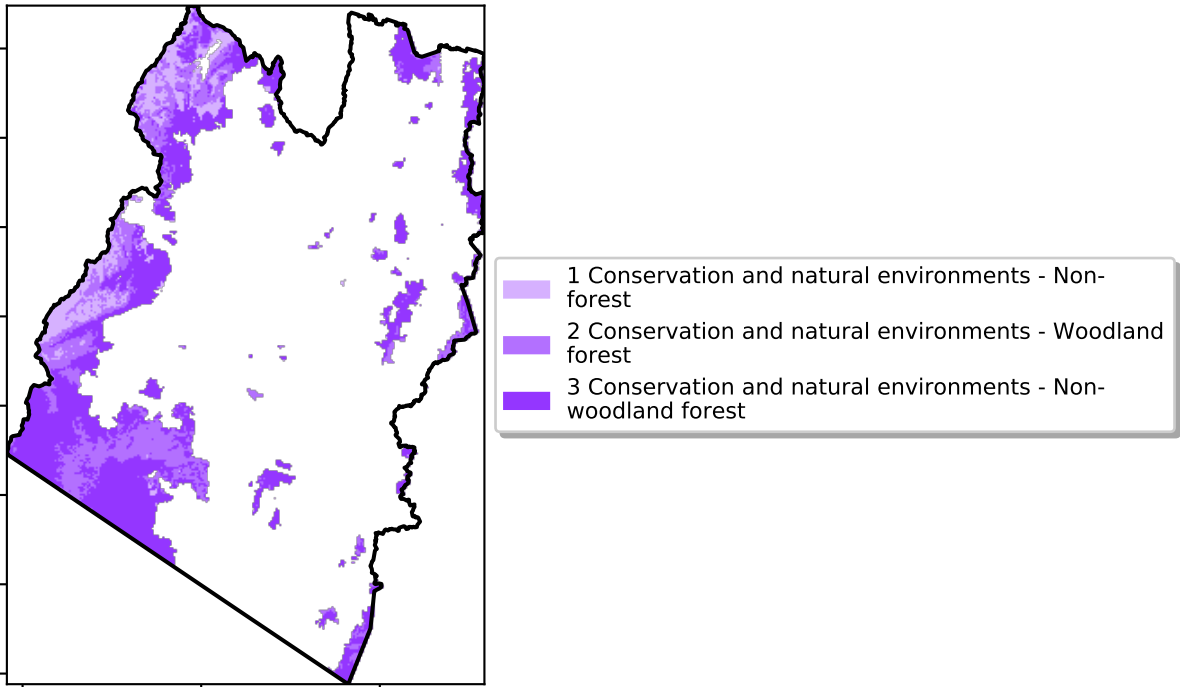 1 Conservation and natural environments - Non-
forest
2 Conservation and natural environments - Woodland
forest
3 Conservation and natural environments - Non-
woodland forest